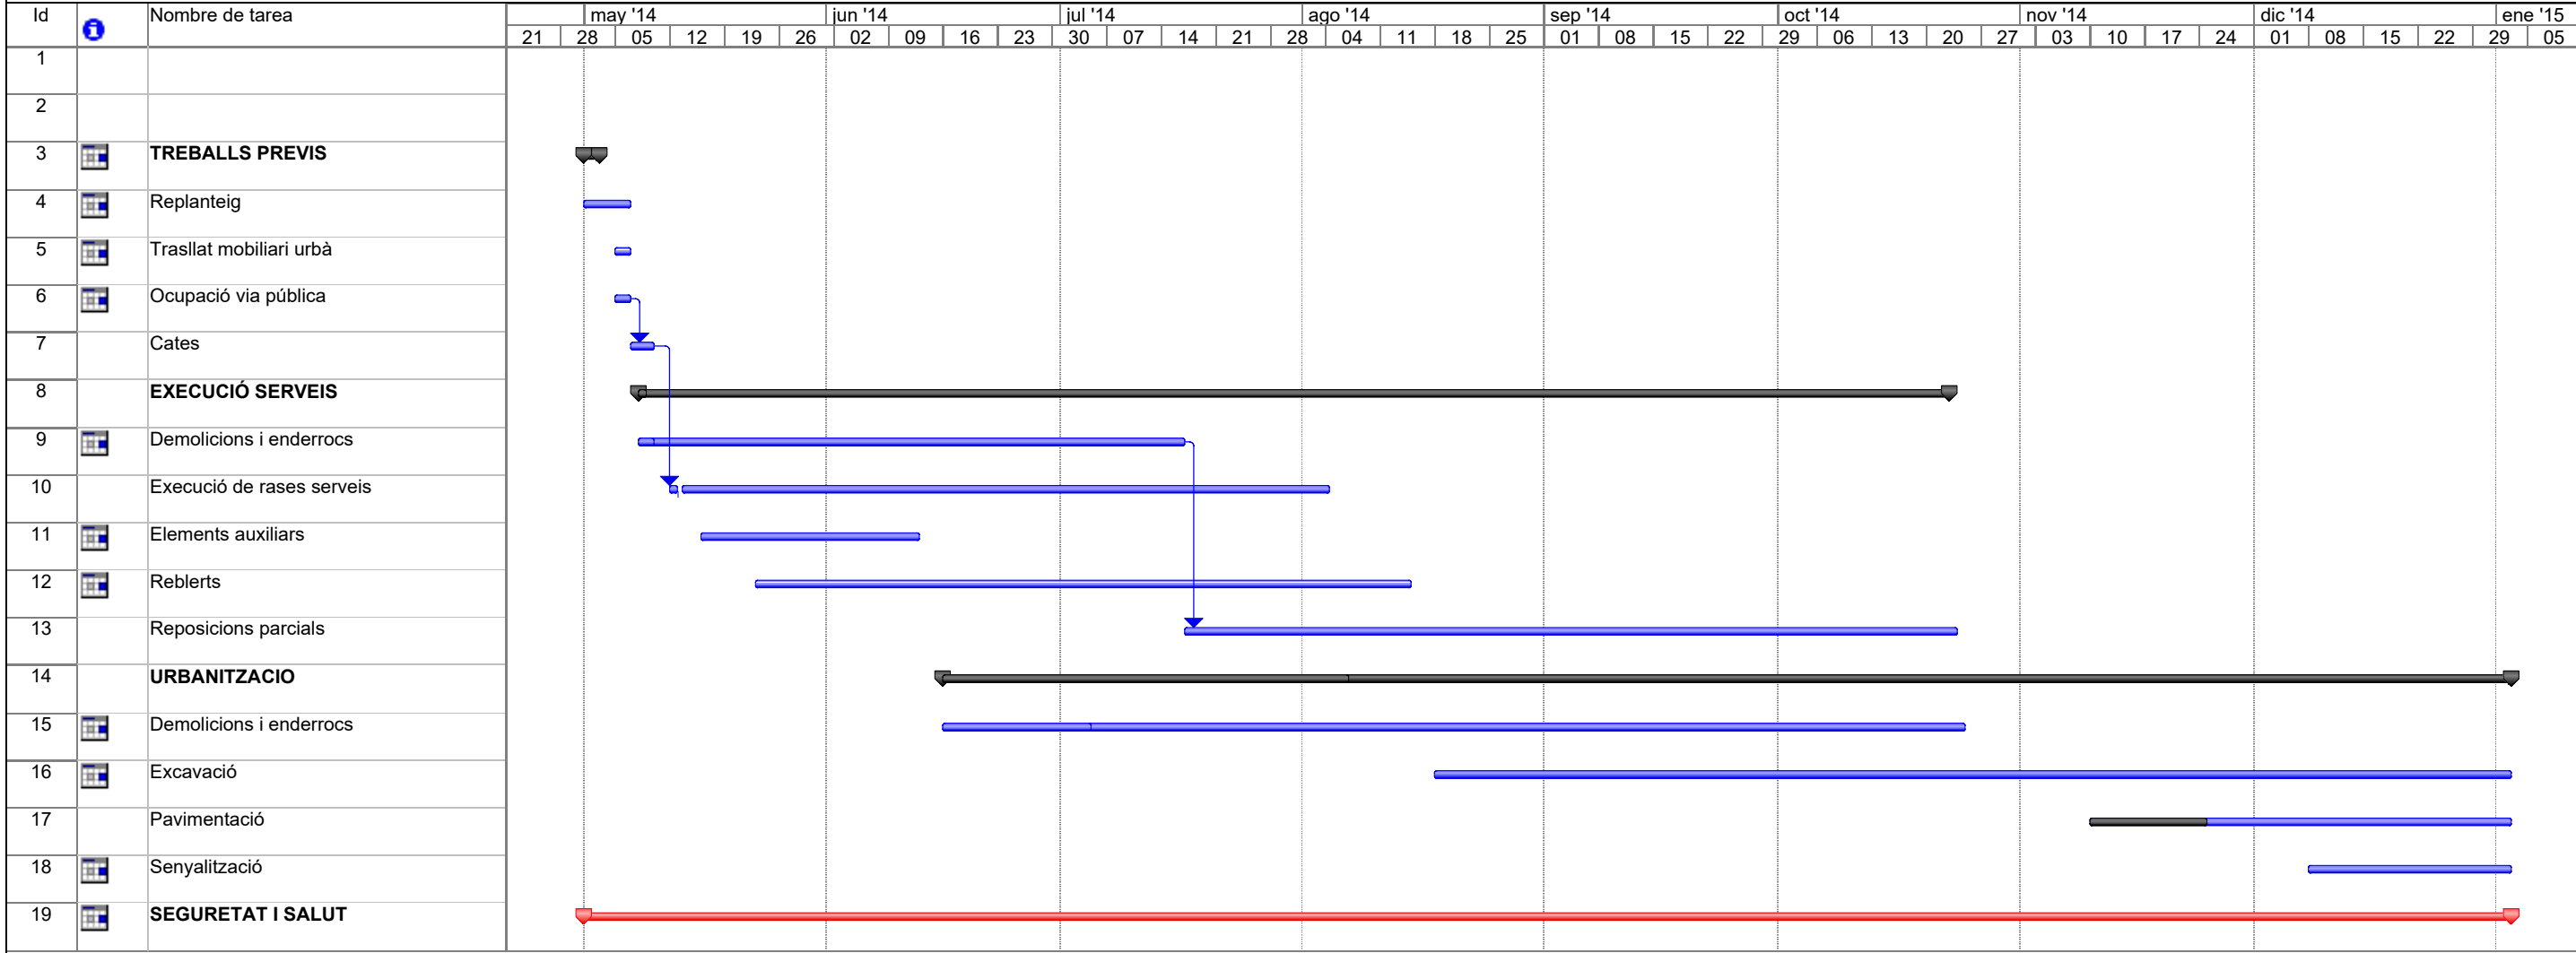 Id Nombre de tarea may '14 jun '14 jul '14 ago '14 sep '14 oct '14 nov '14 dic '14 ene '15
21 28 05 12 19 26 02 09 16 23 30 07 14 21 28 04 11 18 25 01 08 15 22 29 06 13 20 27 03 10 17 24 01 08 15 22 29 05
1
2
3 TREBALLS PREVIS
4 Replanteig
5 Trasllat mobiliari urbà
6 Ocupació via pública
7 Cates
8 EXECUCIÓ SERVEIS
9 Demolicions i enderrocs
10 Execució de rases serveis
11 Elements auxiliars
12 Reblerts
13 Reposicions parcials
14 URBANITZACIO
15 Demolicions i enderrocs
16 Excavació
17 Pavimentació
18 Senyalització
19 SEGURETAT I SALUT